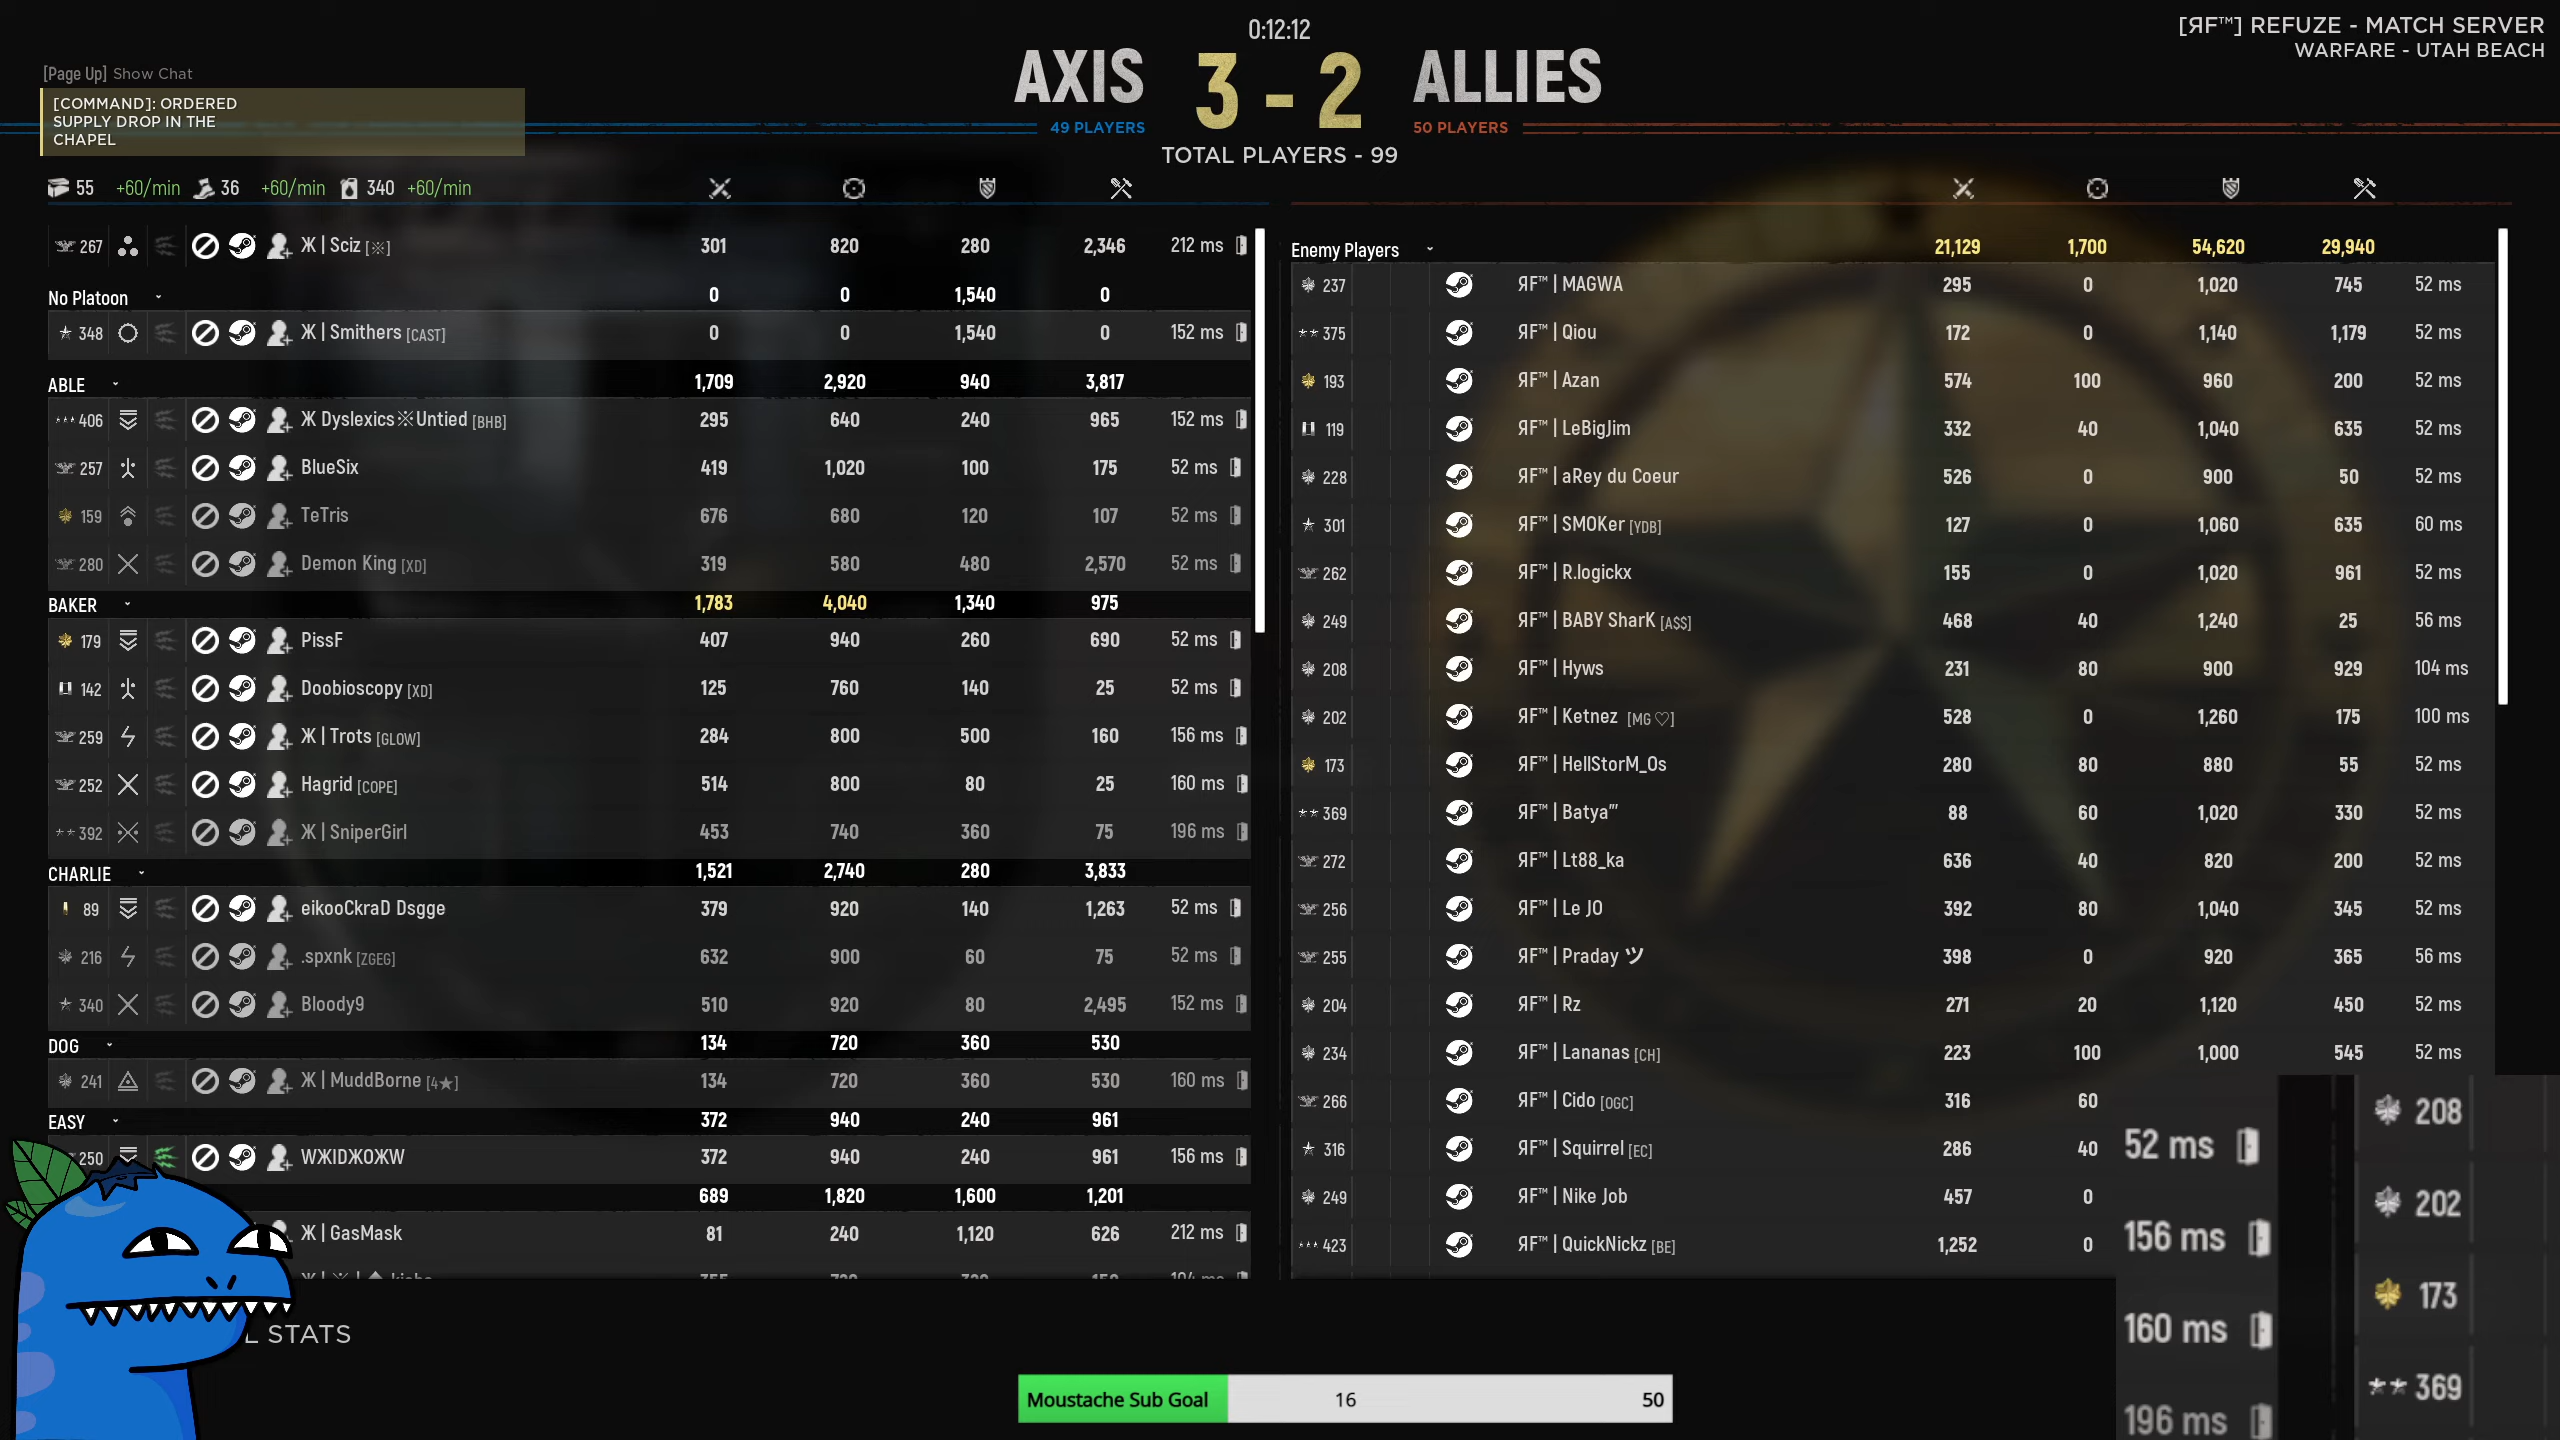 0:12:12
[ЯF™] REFUZE - MATCH SERVER
WARFARE - UTAH BEACH
AXIS 3 - 2 ALLIES
49 PLAYERS 50 PLAYERS
TOTAL PLAYERS - 99
[Page Up] Show Chat
[COMMAND]: ORDERED
SUPPLY DROP IN THE
CHAPEL
55 +60/min 36 +60/min 340 +60/min
267 Ж | Sciz [※] 301 820 280 2,346 212 ms
No Platoon 0 0 1,540 0
348 Ж | Smithers [CAST] 0 0 1,540 0 152 ms
ABLE 1,709 2,920 940 3,817
406 Ж Dyslexics※Untied [BHB] 295 640 240 965 152 ms
257 BlueSix 419 1,020 100 175 52 ms
159 TeTris 676 680 120 107 52 ms
280 Demon King [XD] 319 580 480 2,570 52 ms
BAKER 1,783 4,040 1,340 975
179 PissF 407 940 260 690 52 ms
142 Doobioscopy [XD] 125 760 140 25 52 ms
259 Ж | Trots [GLOW] 284 800 500 160 156 ms
252 Hagrid [COPE] 514 800 80 25 160 ms
392 Ж | SniperGirl 453 740 360 75 196 ms
CHARLIE 1,521 2,740 280 3,833
89 eikooCkraD Dsgge 379 920 140 1,263 52 ms
216 .spxnk [ZGEG] 632 900 60 75 52 ms
340 Bloody9 510 920 80 2,495 152 ms
DOG 134 720 360 530
241 Ж | MuddBorne [4★] 134 720 360 530 160 ms
EASY 372 940 240 961
250 WЖIDЖOЖW 372 940 240 961 156 ms
689 1,820 1,600 1,201
Ж | GasMask 81 240 1,120 626 212 ms
L STATS
Enemy Players 21,129 1,700 54,620 29,940
237 ЯF™ | MAGWA 295 0 1,020 745 52 ms
375 ЯF™ | Qiou 172 0 1,140 1,179 52 ms
193 ЯF™ | Azan 574 100 960 200 52 ms
119 ЯF™ | LeBigJim 332 40 1,040 635 52 ms
228 ЯF™ | aRey du Coeur 526 0 900 50 52 ms
301 ЯF™ | SMOKer [YDB] 127 0 1,060 635 60 ms
262 ЯF™ | R.logickx 155 0 1,020 961 52 ms
249 ЯF™ | BABY SharK [A$$] 468 40 1,240 25 56 ms
208 ЯF™ | Hyws 231 80 900 929 104 ms
202 ЯF™ | Ketnez [MG ♡] 528 0 1,260 175 100 ms
173 ЯF™ | HellStorM_Os 280 80 880 55 52 ms
369 ЯF™ | Batya''' 88 60 1,020 330 52 ms
272 ЯF™ | Lt88_ka 636 40 820 200 52 ms
256 ЯF™ | Le JO 392 80 1,040 345 52 ms
255 ЯF™ | Praday ツ 398 0 920 365 56 ms
204 ЯF™ | Rz 271 20 1,120 450 52 ms
234 ЯF™ | Lananas [CH] 223 100 1,000 545 52 ms
266 ЯF™ | Cido [OGC] 316 60
316 ЯF™ | Squirrel [EC] 286 40
249 ЯF™ | Nike Job 457 0
423 ЯF™ | QuickNickz [BE] 1,252 0
208
52 ms
202
156 ms
173
160 ms
369
196 ms
Moustache Sub Goal 16 50